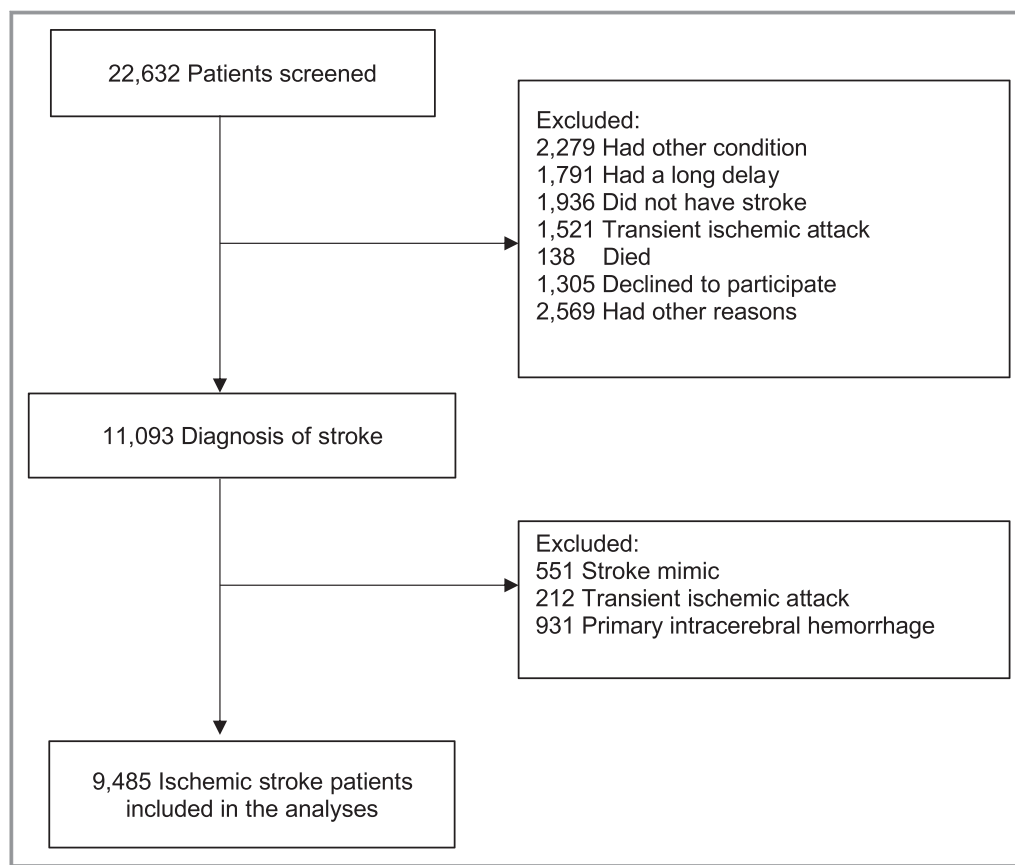 22,632 Patients screened
Excluded:
2,279 Had other condition
1,791 Had a long delay
1,936 Did not have stroke
1,521 Transient ischemic attack
138 Died
1,305 Declined to participate
2,569 Had other reasons
11,093 Diagnosis of stroke
Excluded:
551 Stroke mimic
212 Transient ischemic attack
931 Primary intracerebral hemorrhage
9,485 Ischemic stroke patients
included in the analyses